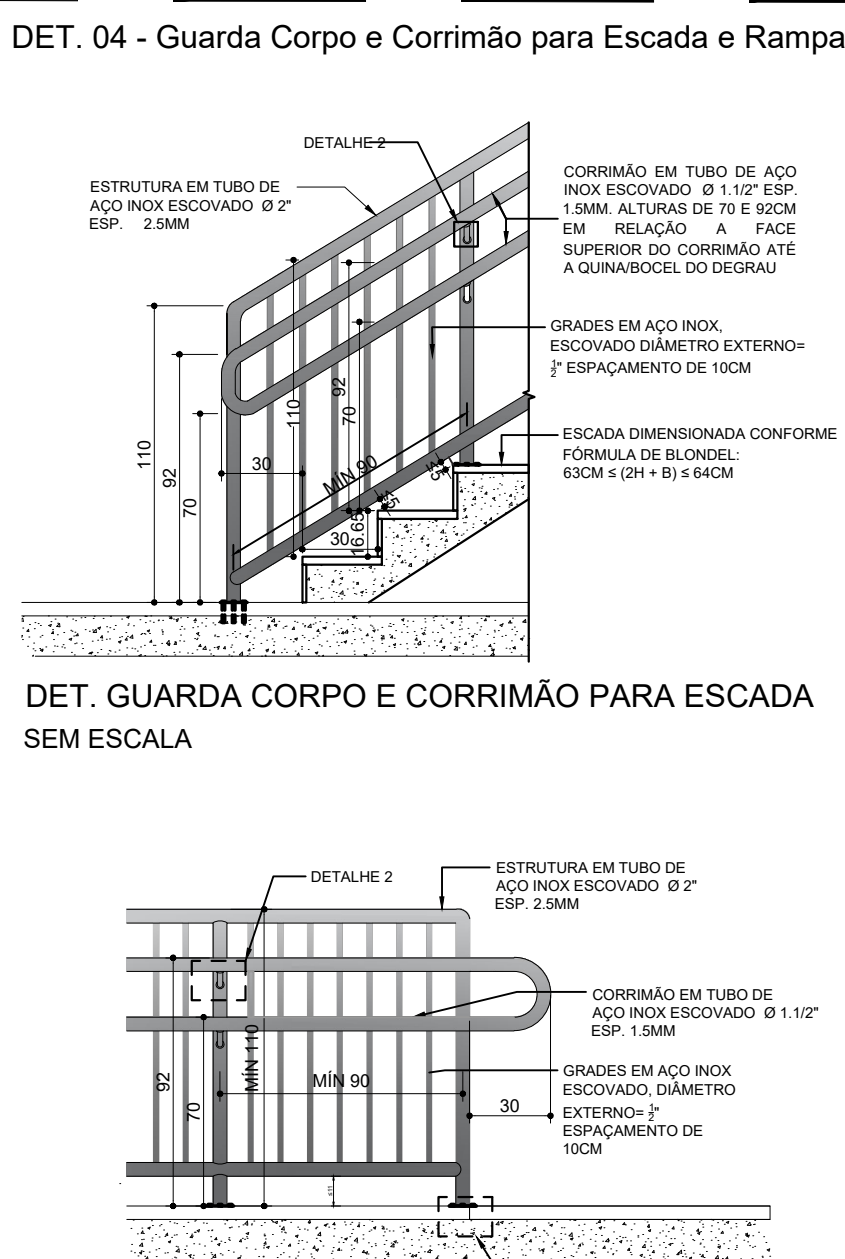 DET. 04 - Guarda Corpo e Corrimão para Escada e Rampa
DETALHE 2
ESTRUTURA EM TUBO DE
AÇO INOX ESCOVADO Ø 2"
ESP. 2.5MM
CORRIMÃO EM TUBO DE AÇO
INOX ESCOVADO Ø 1.1/2" ESP.
1.5MM. ALTURAS DE 70 E 92CM
EM RELAÇÃO A FACE
SUPERIOR DO CORRIMÃO ATÉ
A QUINA/BOCEL DO DEGRAU
GRADES EM AÇO INOX,
ESCOVADO DIÂMETRO EXTERNO=
½" ESPAÇAMENTO DE 10CM
ESCADA DIMENSIONADA CONFORME
FÓRMULA DE BLONDEL:
63CM ≤ (2H + B) ≤ 64CM
110
92
70
30
110
92
70
MÍN 90
30
16.65
≤5
≤5
DET. GUARDA CORPO E CORRIMÃO PARA ESCADA
SEM ESCALA
DETALHE 2
ESTRUTURA EM TUBO DE
AÇO INOX ESCOVADO Ø 2"
ESP. 2.5MM
CORRIMÃO EM TUBO DE
AÇO INOX ESCOVADO Ø 1.1/2"
ESP. 1.5MM
GRADES EM AÇO INOX
ESCOVADO, DIÂMETRO
EXTERNO= ½"
ESPAÇAMENTO DE
10CM
92
70
MÍN 110
MÍN 90
30
≤11